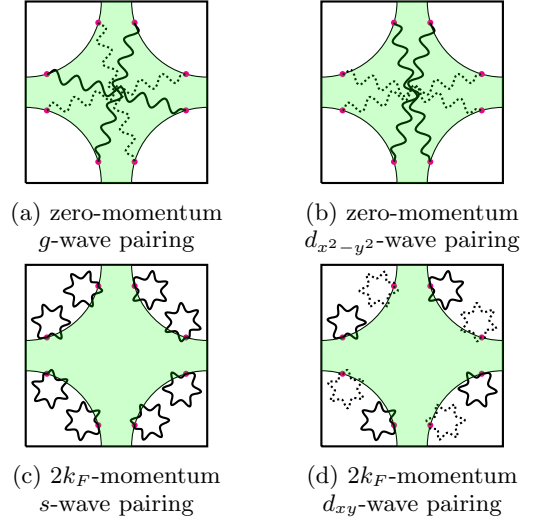 (a) zero-momentum
g-wave pairing
(b) zero-momentum
d_{x^2-y^2}-wave pairing
(c) 2k_F-momentum
s-wave pairing
(d) 2k_F-momentum
d_{xy}-wave pairing